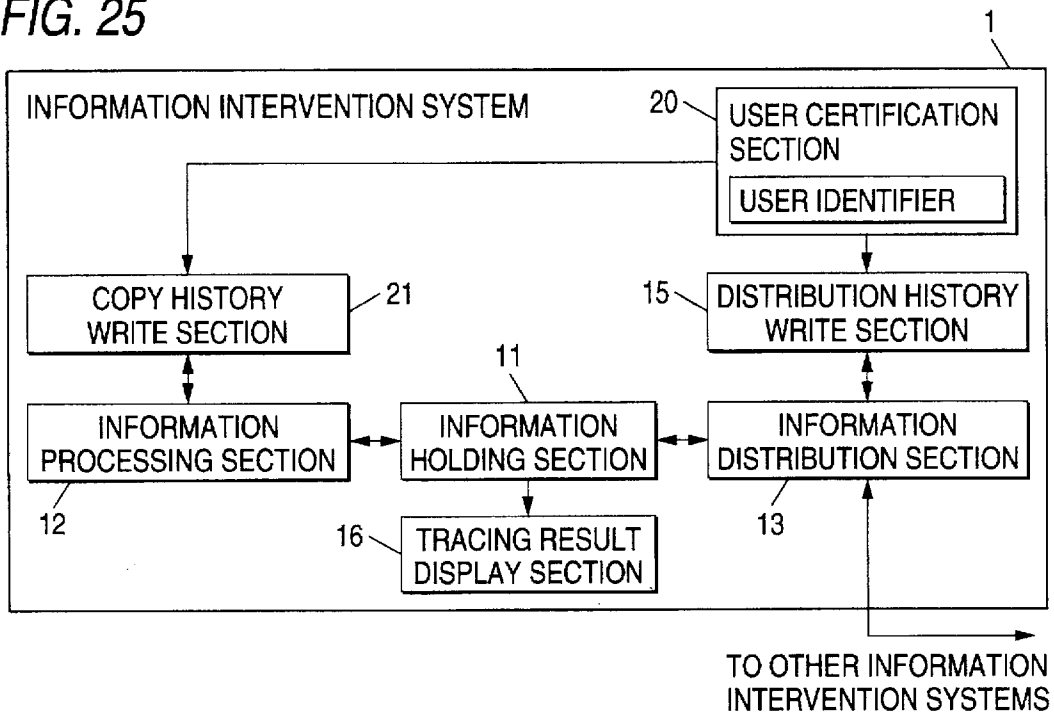 FIG. 25
1
INFORMATION INTERVENTION SYSTEM
20
USER CERTIFICATION
SECTION
USER IDENTIFIER
COPY HISTORY
WRITE SECTION
21
15
DISTRIBUTION HISTORY
WRITE SECTION
11
INFORMATION
PROCESSING SECTION
INFORMATION
HOLDING SECTION
INFORMATION
DISTRIBUTION SECTION
12
13
16
TRACING RESULT
DISPLAY SECTION
TO OTHER INFORMATION
INTERVENTION SYSTEMS